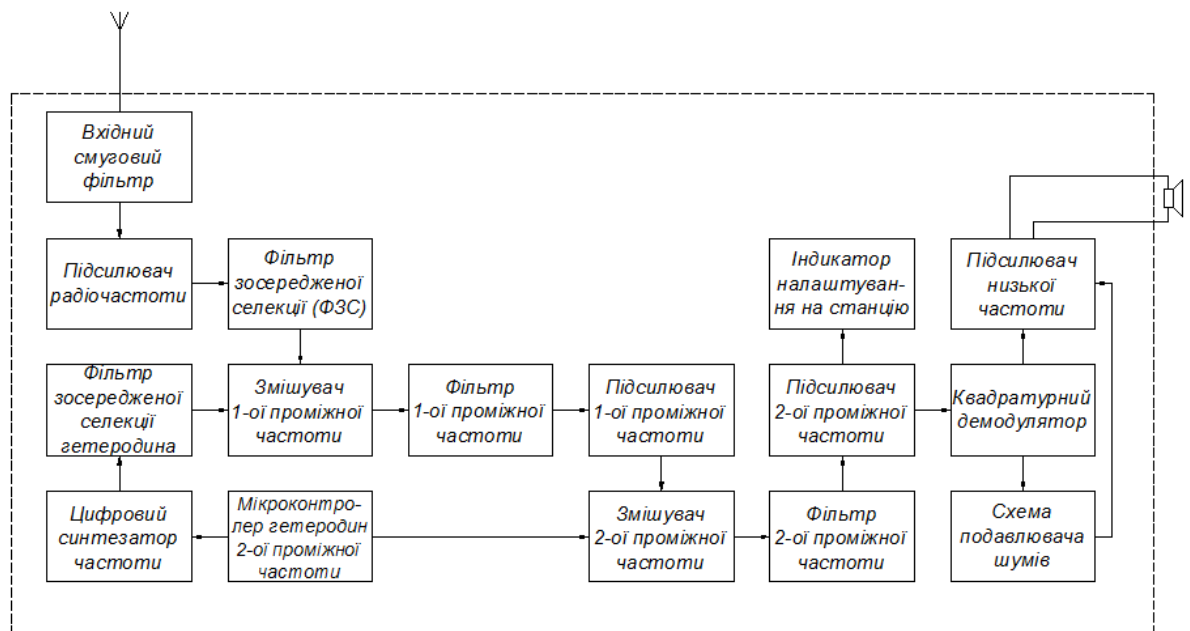 Вхідний
смуговий
фільтр
Підсилювач
радіочастоти
Фільтр
зосередженої
селекції (ФЗС)
Індикатор
налаштуван-
ня на станцію
Підсилювач
низької
частоти
Фільтр
зосередженої
селекції
гетеродина
Змішувач
1-ої проміжної
частоти
Фільтр
1-ої проміжної
частоти
Підсилювач
1-ої проміжної
частоти
Підсилювач
2-ої проміжної
частоти
Квадратурний
демодулятор
Цифровий
синтезатор
частоти
Мікроконтро-
лер гетеродин
2-ої проміжної
частоти
Змішувач
2-ої проміжної
частоти
Фільтр
2-ої проміжної
частоти
Схема
подавлювача
шумів